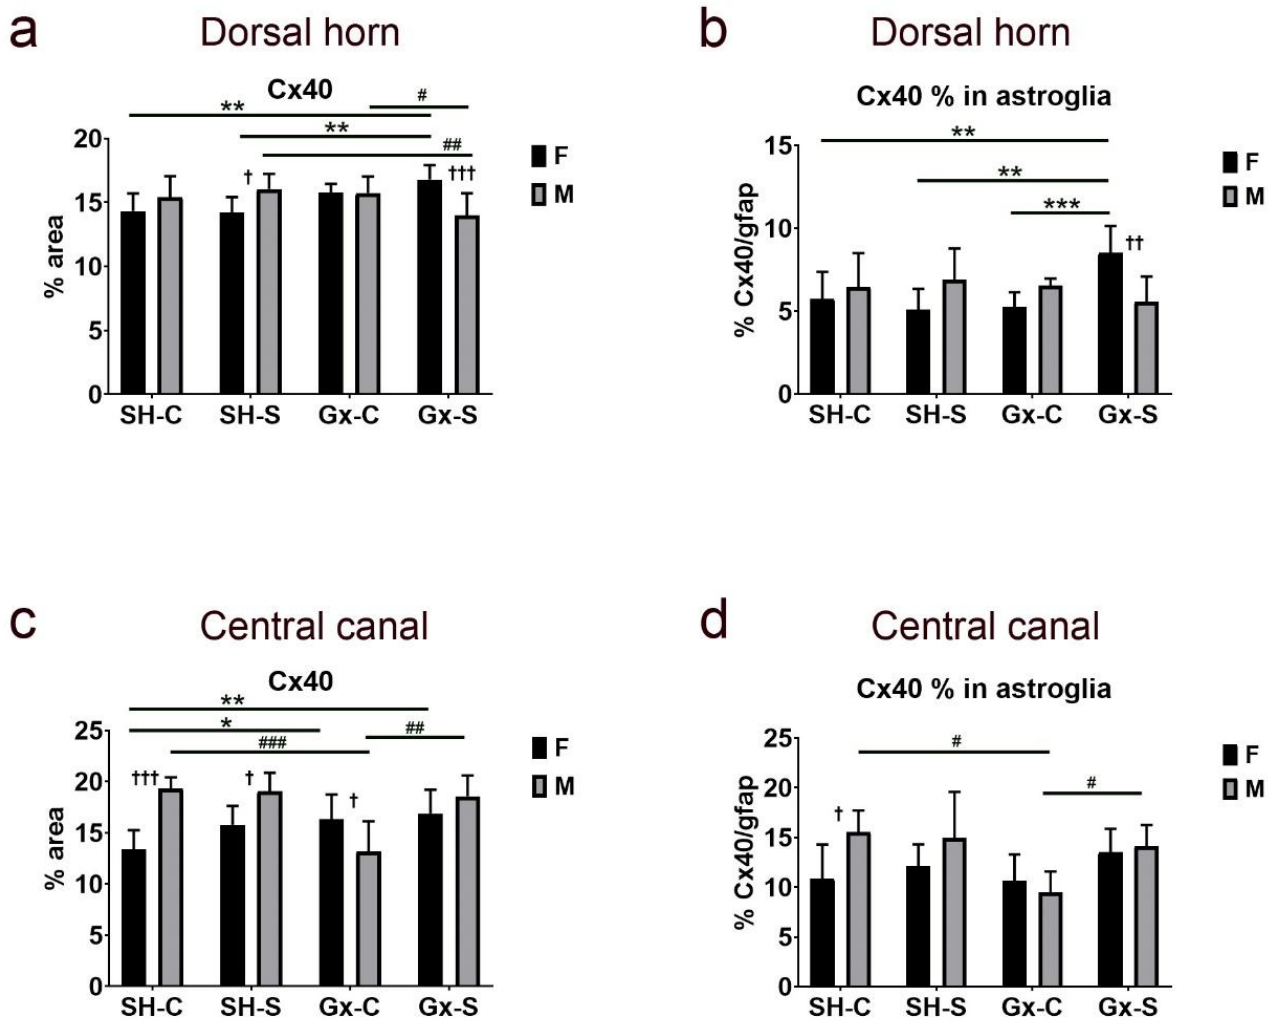 a
Dorsal horn
Cx40
**
#
**
##
†
†††
% area
20
15
10
5
0
SH-C SH-S Gx-C Gx-S
F
M
b
Dorsal horn
Cx40 % in astroglia
**
**
***
††
% Cx40/gfap
15
10
5
0
SH-C SH-S Gx-C Gx-S
F
M
c
Central canal
Cx40
**
*
##
###
†††
†
†
% area
25
20
15
10
5
0
SH-C SH-S Gx-C Gx-S
F
M
d
Central canal
Cx40 % in astroglia
#
#
†
% Cx40/gfap
25
20
15
10
5
0
SH-C SH-S Gx-C Gx-S
F
M